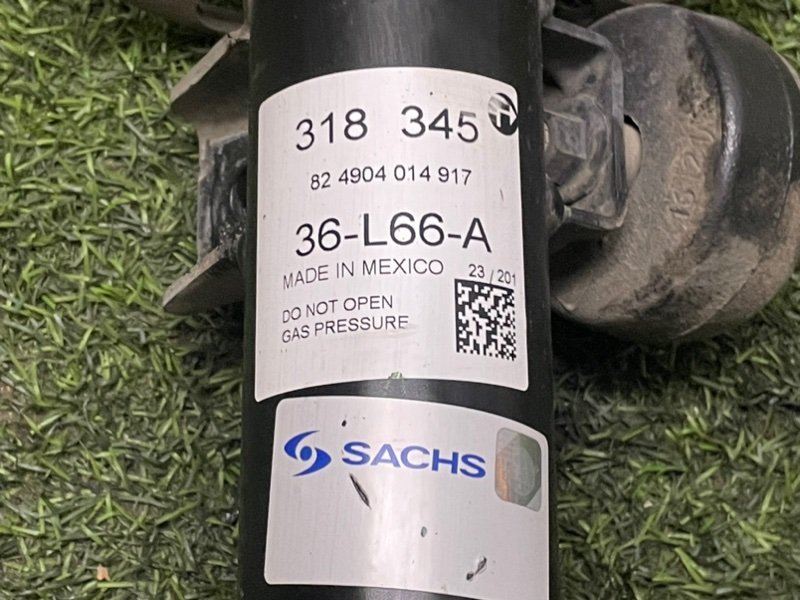 318 345
82 4904 014 917
36-L66-A
MADE IN MEXICO
23 / 201
DO NOT OPEN
GAS PRESSURE
SACHS